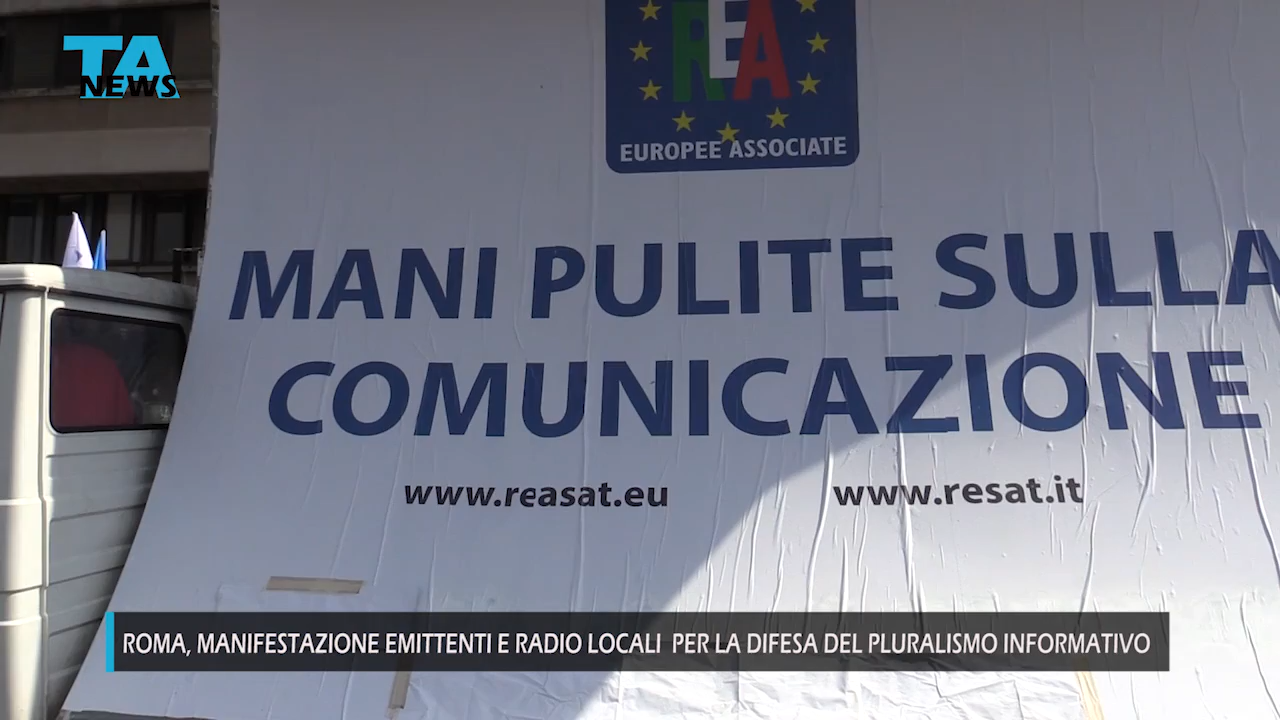 TA
NEWS
REA
EUROPEE ASSOCIATE
MANI PULITE SULLA
COMUNICAZIONE
www.reasat.eu
www.resat.it
ROMA, MANIFESTAZIONE EMITTENTI E RADIO LOCALI PER LA DIFESA DEL PLURALISMO INFORMATIVO